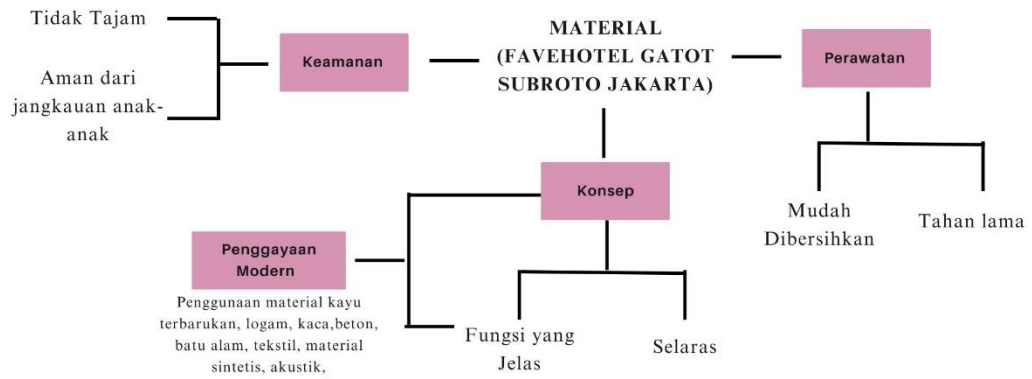 Tidak Tajam
Aman dari
jangkauan anak-
anak
Keamanan
MATERIAL
(FAVEHOTEL GATOT
SUBROTO JAKARTA)
Perawatan
Mudah
Dibersihkan
Tahan lama
Konsep
Penggayaan
Modern
Penggunaan material kayu
terbarukan, logam, kaca,beton,
batu alam, tekstil, material
sintetis, akustik,
Fungsi yang
Jelas
Selaras